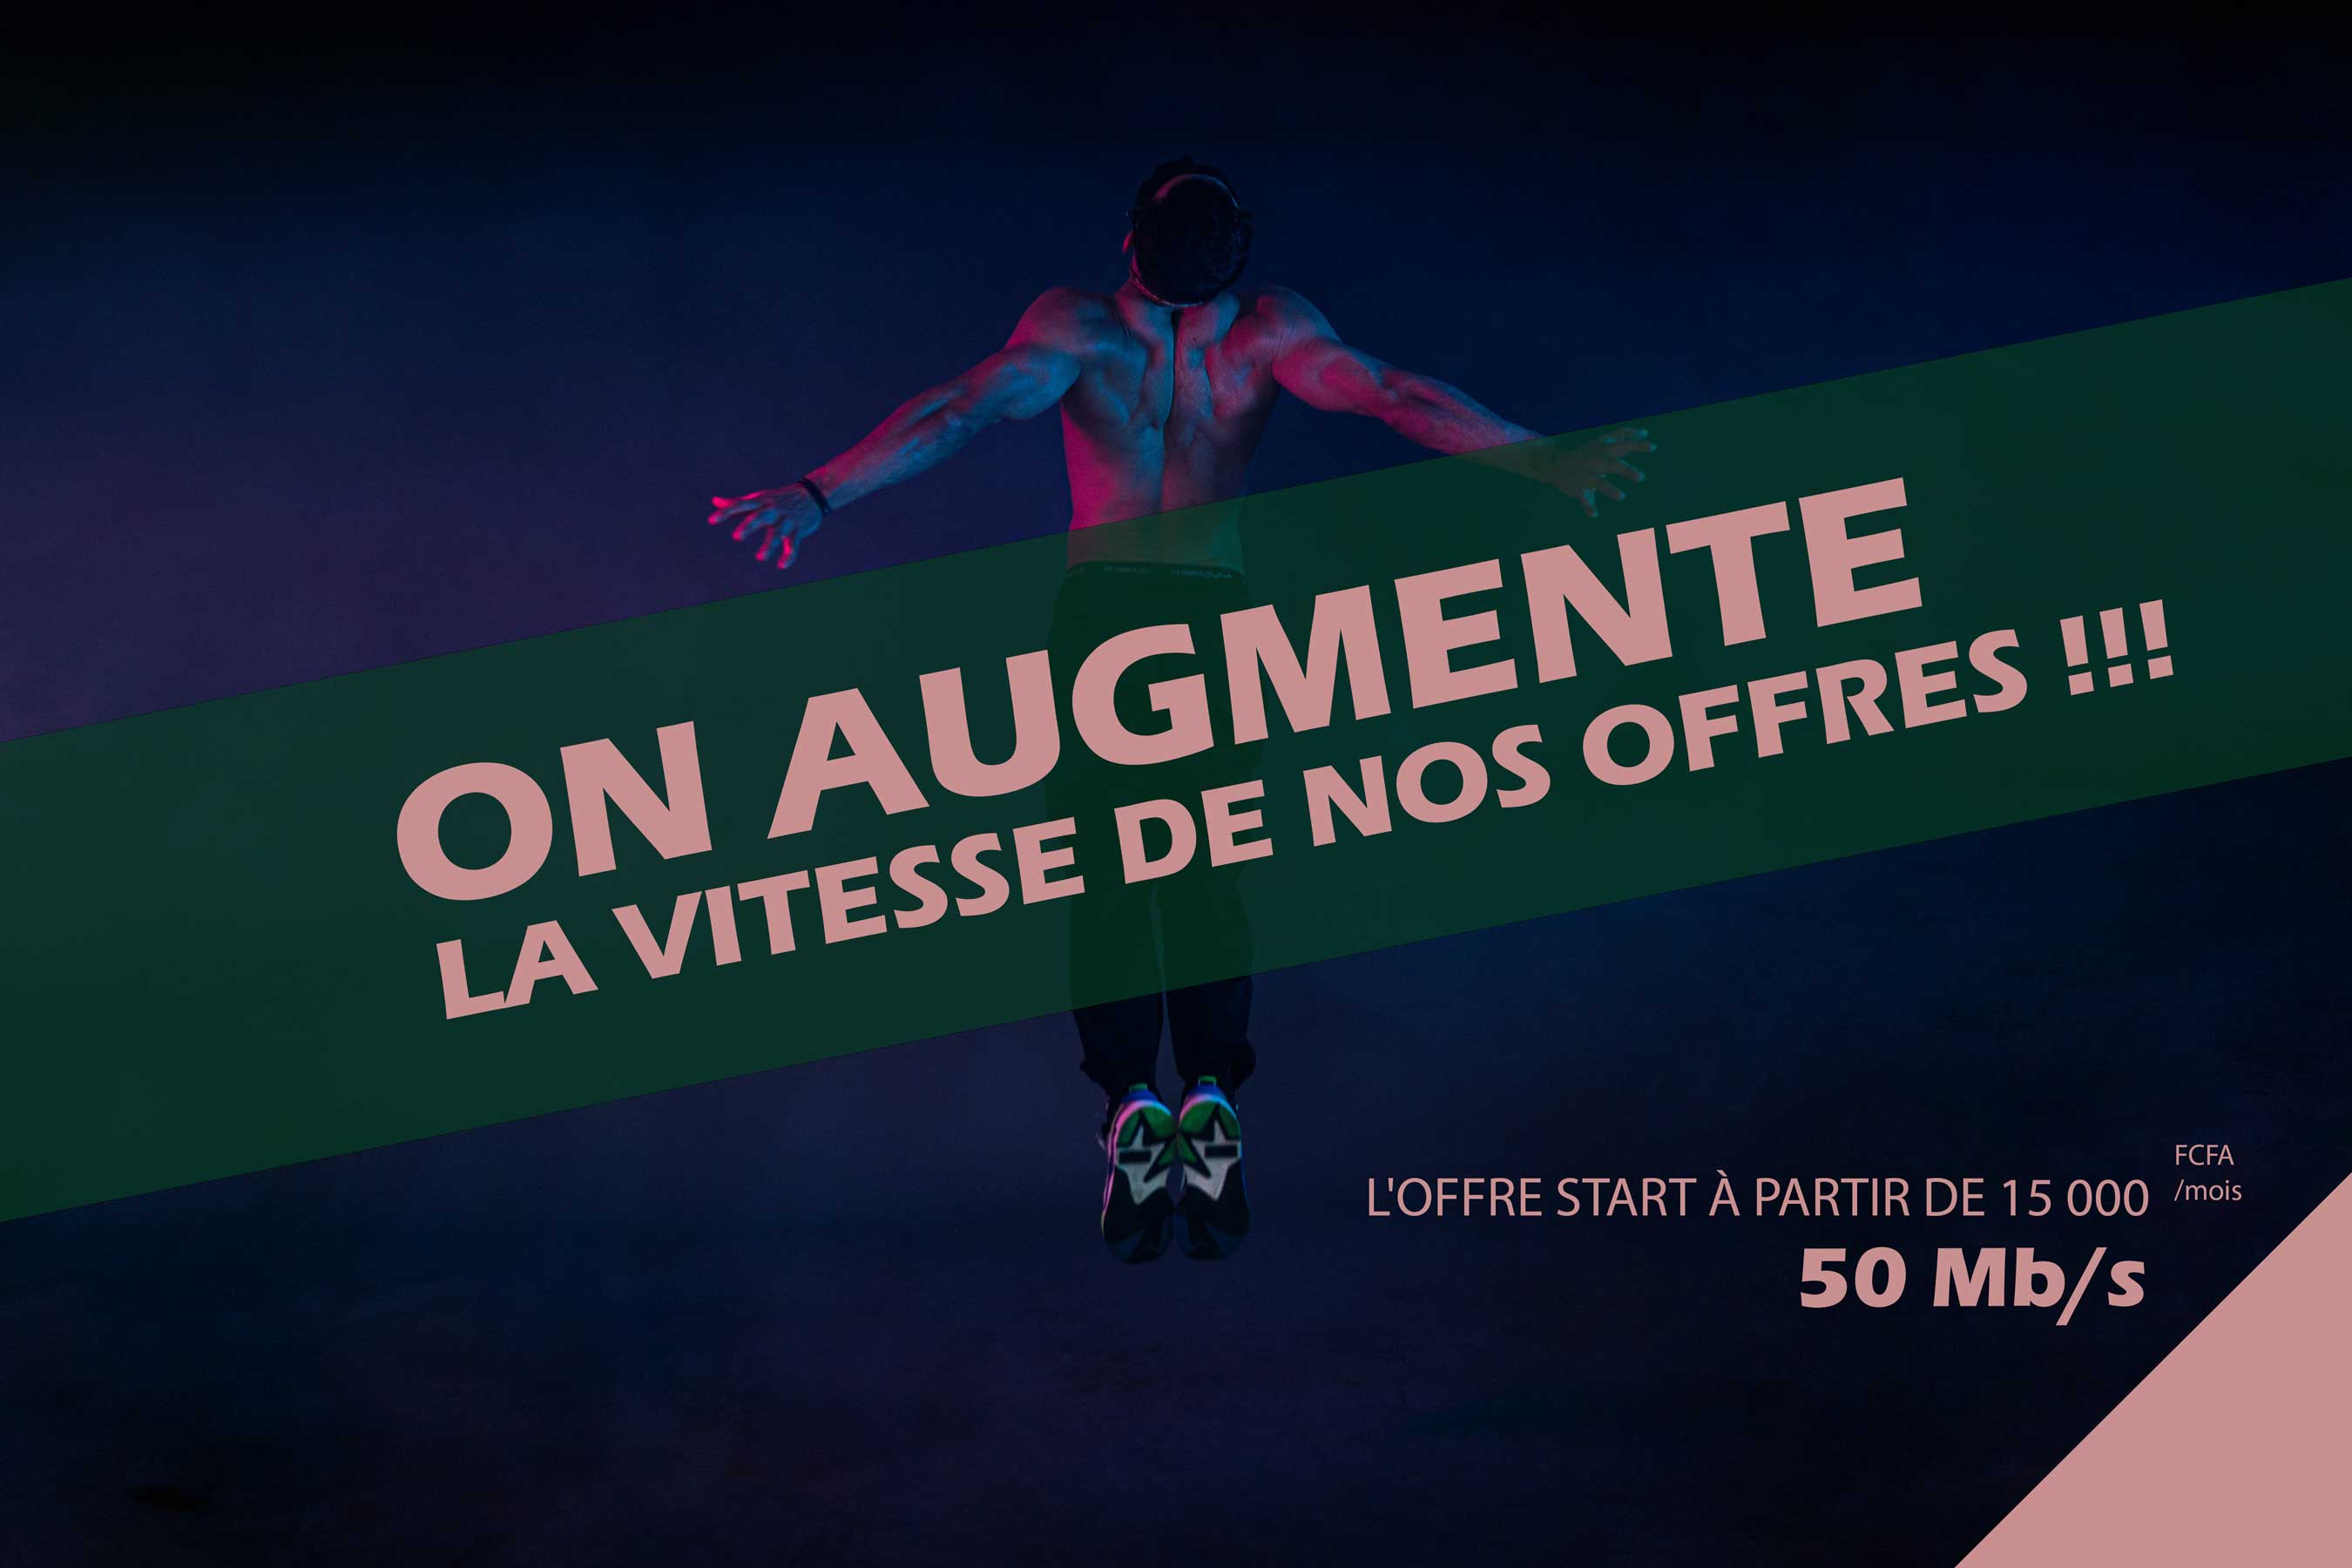 ON AUGMENTE
LA VITESSE DE NOS OFFRES !!!
L'OFFRE START À PARTIR DE 15 000 FCFA /mois
50 Mb/s